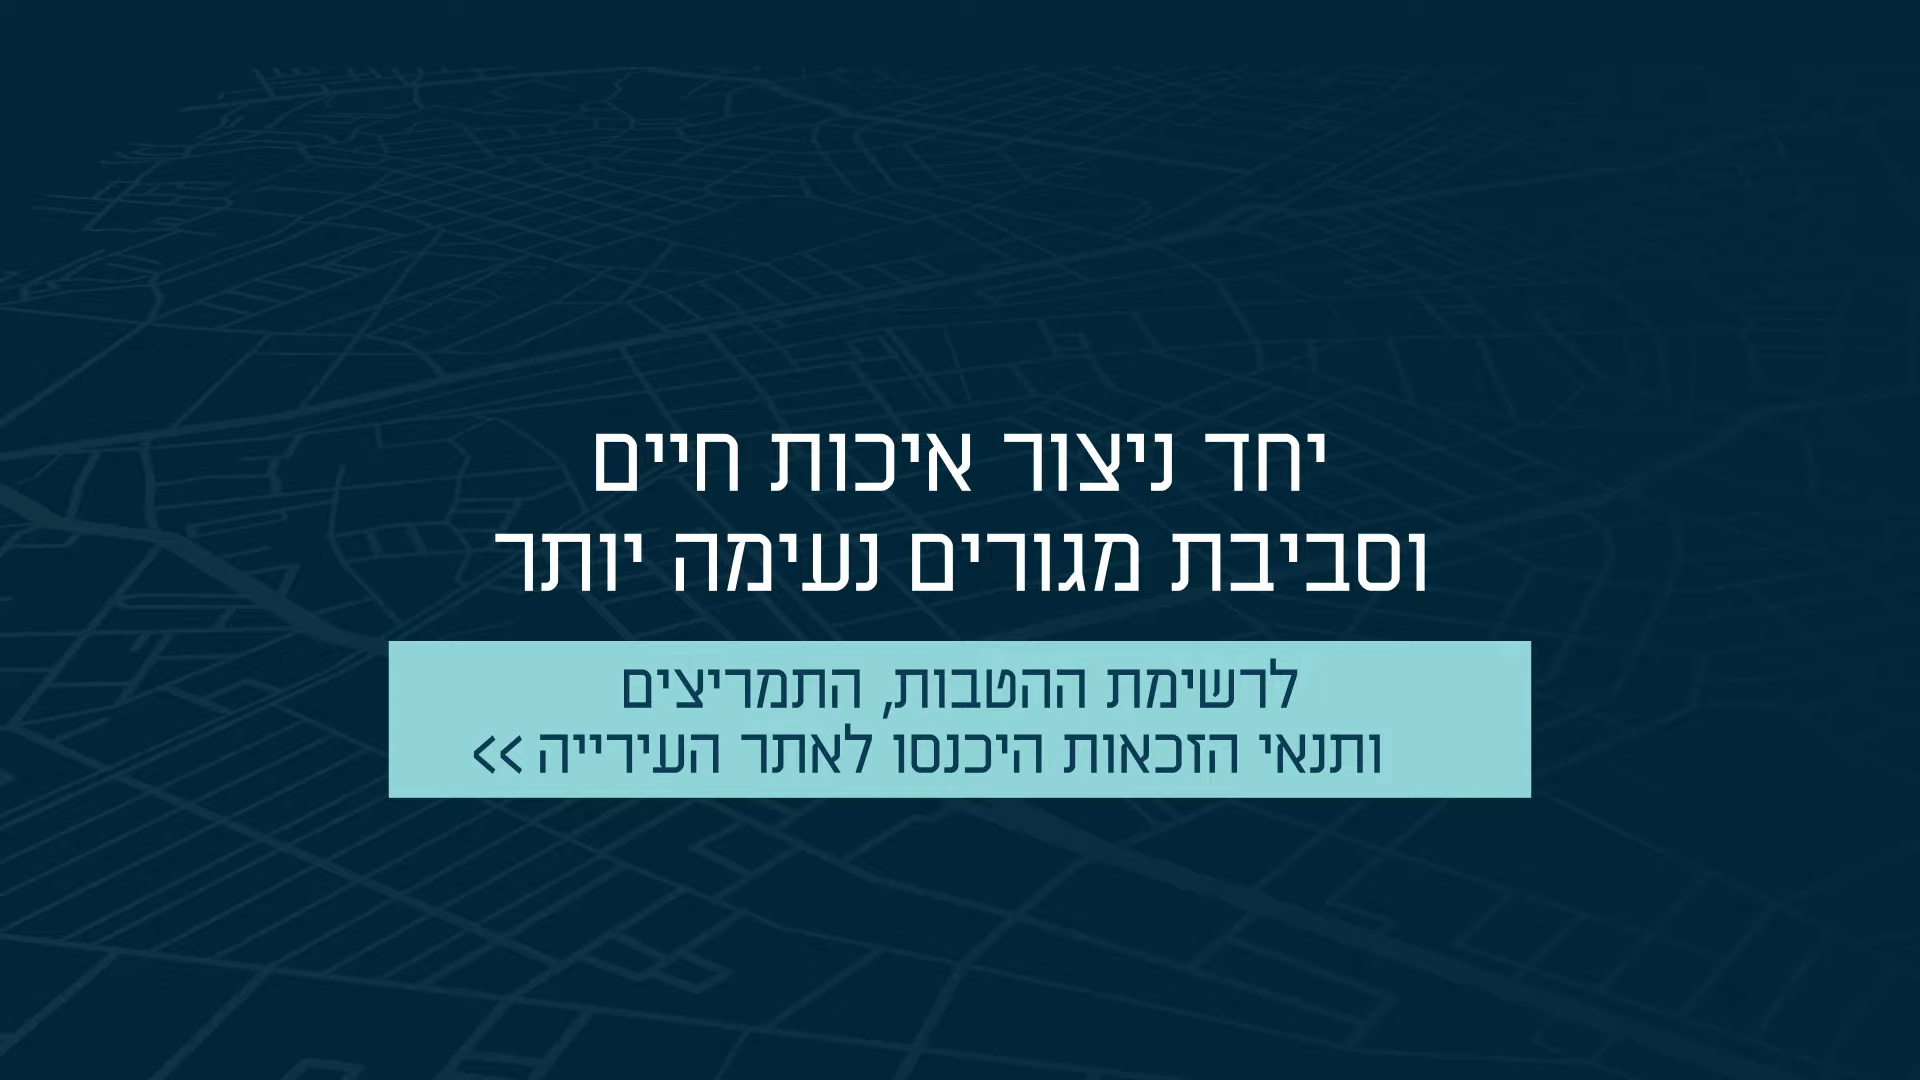 יחד ניצור איכות חיים
וסביבת מגורים נעימה יותר
לרשימת ההטבות, התמריצים
ותנאי הזכאות היכנסו לאתר העירייה >>